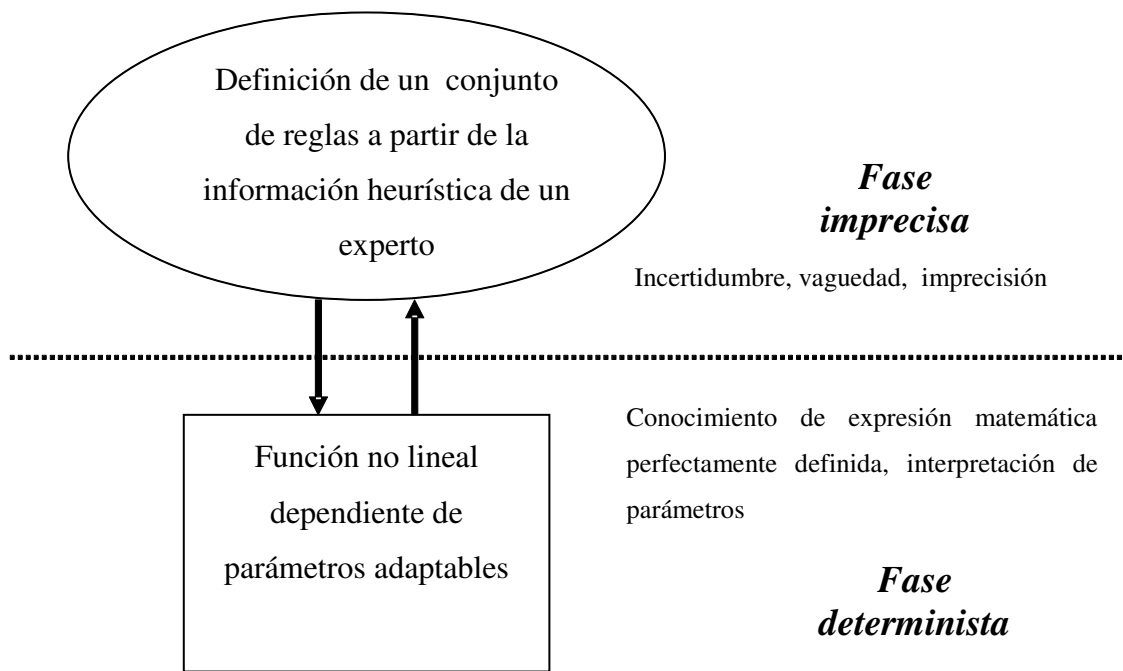 Definición de un conjunto
de reglas a partir de la
información heurística de un
experto
Fase
imprecisa
Incertidumbre, vaguedad, imprecisión
Conocimiento de expresión matemática
perfectamente definida, interpretación de
parámetros
Función no lineal
dependiente de
parámetros adaptables
Fase
determinista